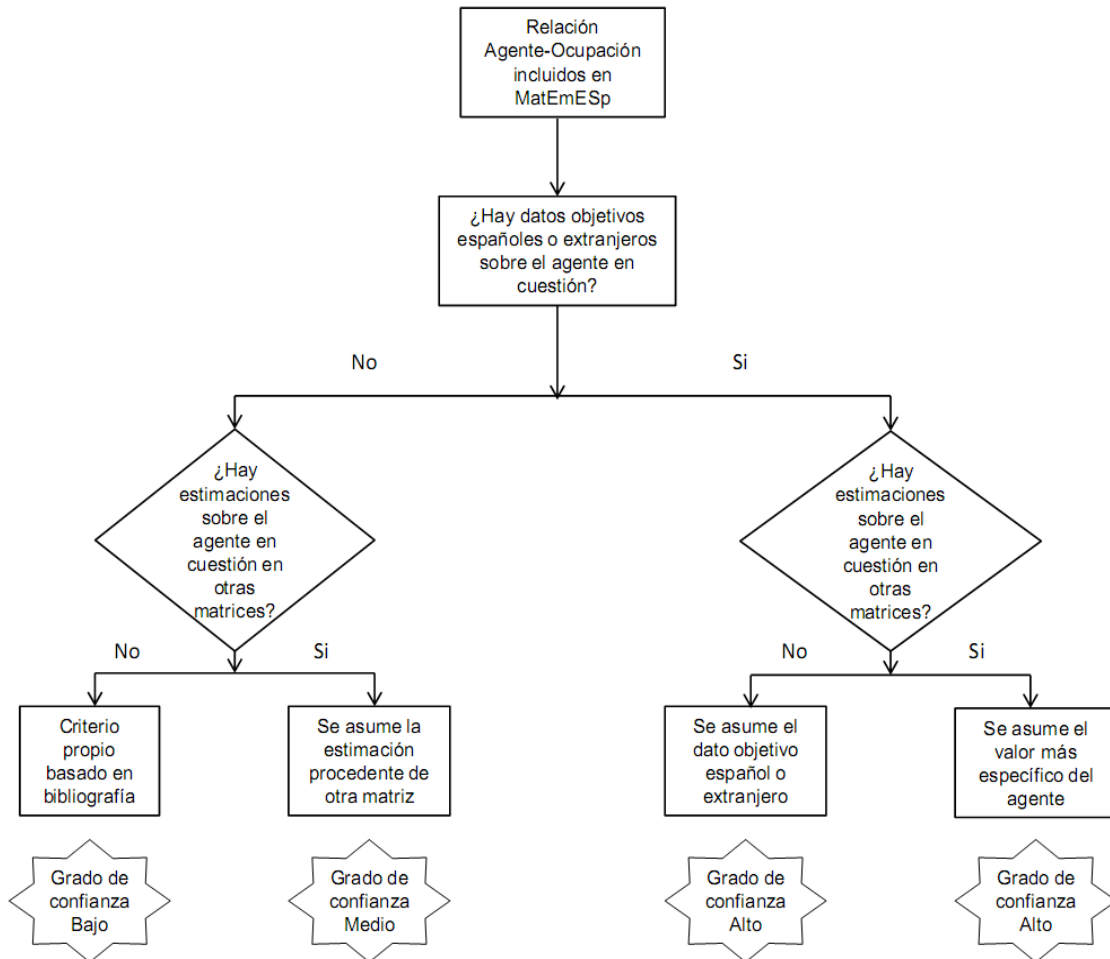 Relación
Agente-Ocupación
incluidos en
MatEmESp
¿Hay datos objetivos
españoles o extranjeros
sobre el agente en
cuestión?
No
Si
¿Hay
estimaciones
sobre el
agente en
cuestión en
otras
matrices?
¿Hay
estimaciones
sobre el
agente en
cuestión en
otras
matrices?
No
Si
No
Si
Criterio
propio
basado en
bibliografía
Se asume la
estimación
procedente de
otra matriz
Se asume el
dato objetivo
español o
extranjero
Se asume el
valor más
específico del
agente
Grado de
confianza
Bajo
Grado de
confianza
Medio
Grado de
confianza
Alto
Grado de
confianza
Alto